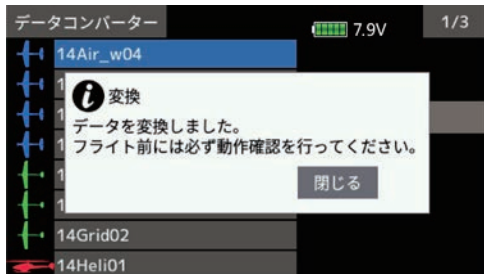 データコンバーター
7.9V
1/3
14Air_w04
変換
データを変換しました。
フライト前には必ず動作確認を行ってください。
閉じる
14Grid02
14Heli01